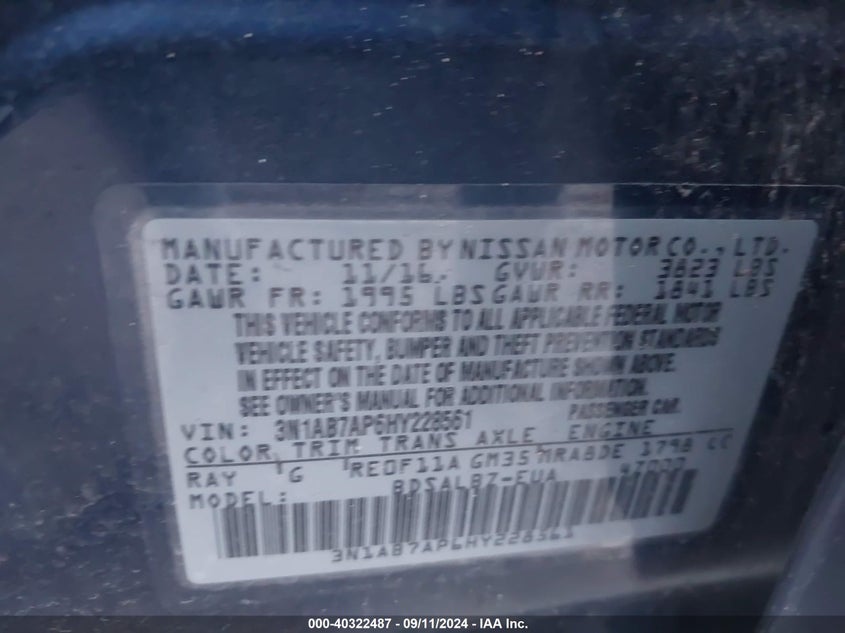 MANUFACTURED BY NISSAN MOTOR CO., LTD.
DATE: 11/16 GVWR: 3823 LBS
GAWR FR: 1995 LBS GAWR RR: 1841 LBS
THIS VEHICLE CONFORMS TO ALL APPLICABLE FEDERAL MOTOR
VEHICLE SAFETY, BUMPER AND THEFT PREVENTION STANDARDS
IN EFFECT ON THE DATE OF MANUFACTURE SHOWN ABOVE.
SEE OWNER'S MANUAL FOR ADDITIONAL INFORMATION.
VIN: 3N1AB7AP6HY228561 PASSENGER CAR.
COLOR TRIM TRANS AXLE ENGINE
RAY G RE0F11A GM35 MRA8DE 1798 CC
MODEL: BDSALBZ-EUA 47000
3N1AB7AP6HY228561
000-40322487 - 09/11/2024 - IAA Inc.